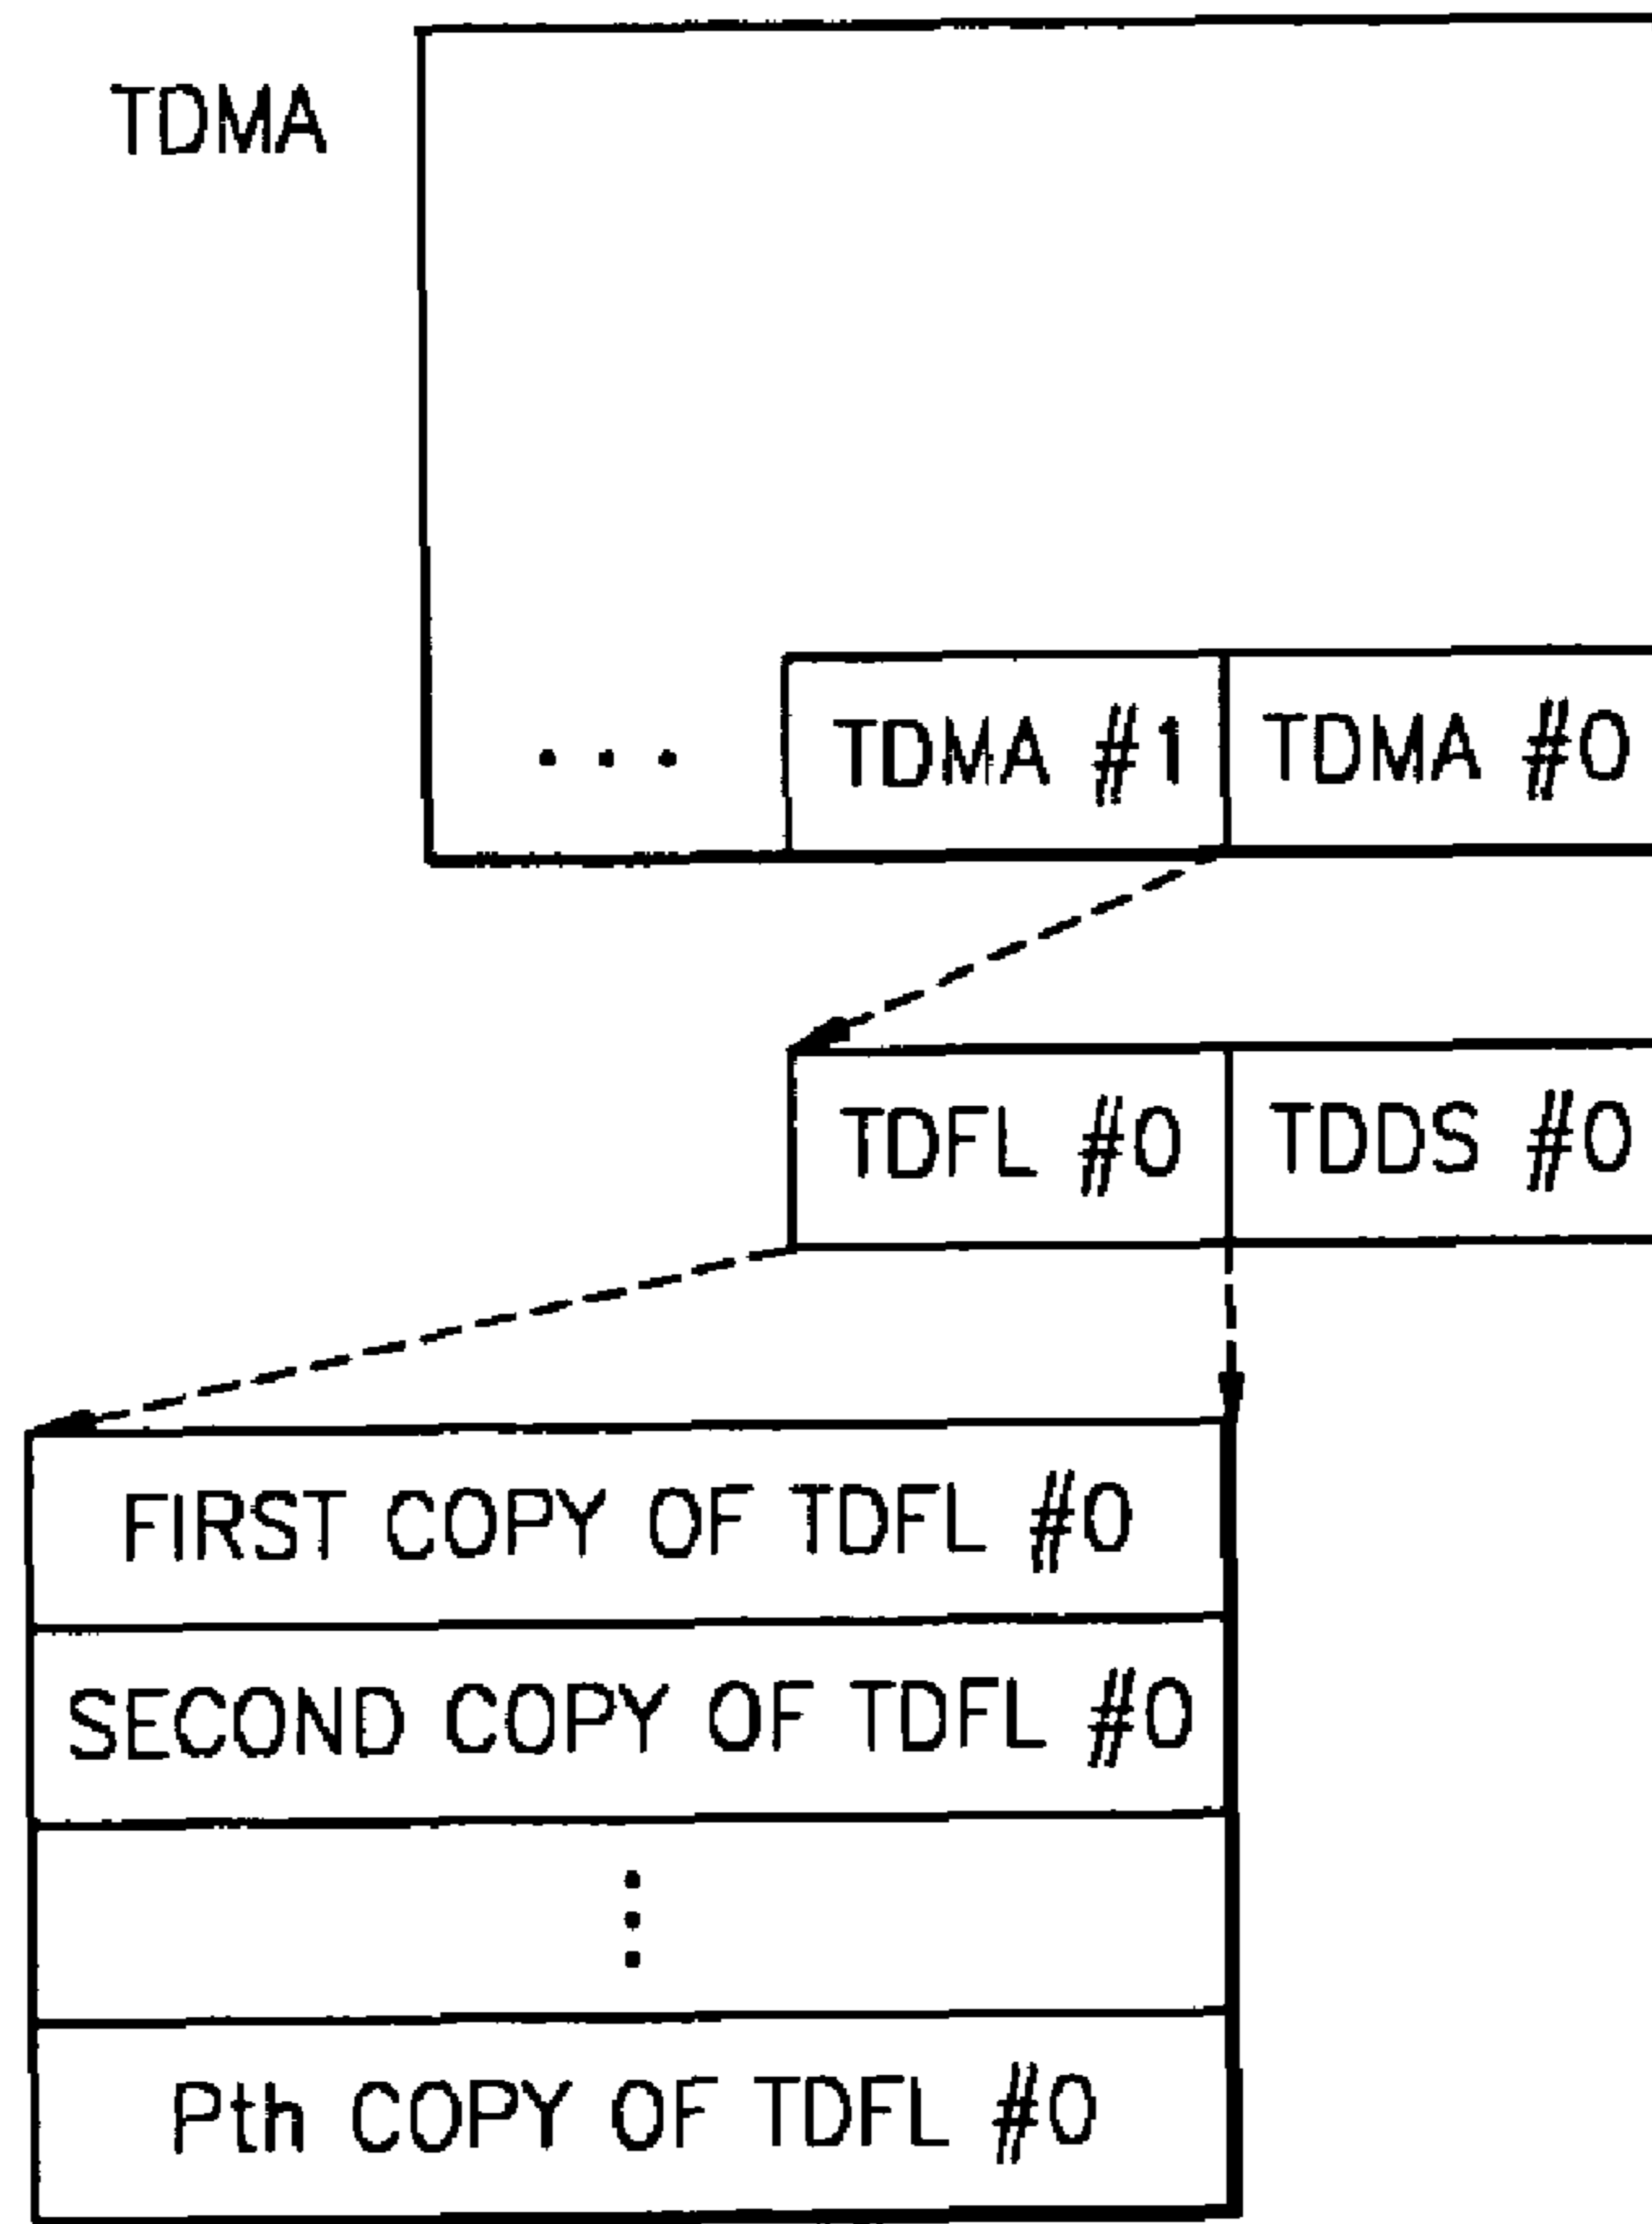 TDMA
... TDMA #1 TDMA #0
TDFL #0 TDDS #0
FIRST COPY OF TDFL #0
SECOND COPY OF TDFL #0
Pth COPY OF TDFL #0